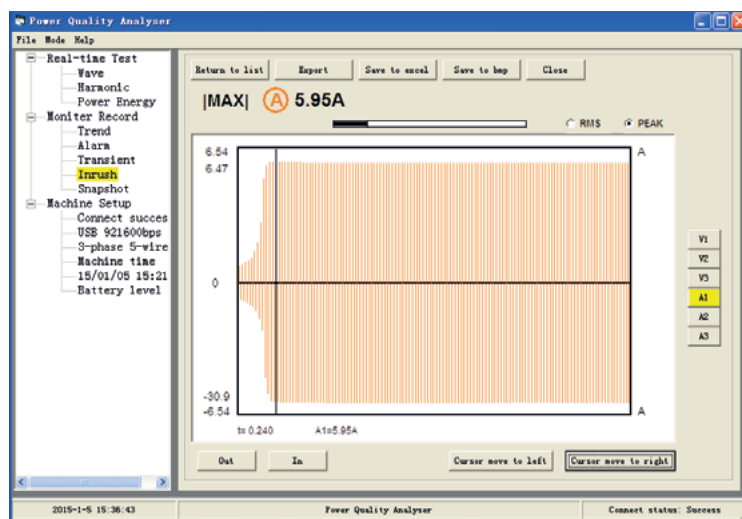 Power Quality Analyser
File Mode Help
Real-time Test
Wave
Harmonic
Power Energy
Moniter Record
Trend
Alarm
Transient
Inrush
Snapshot
Machine Setup
Connect succes
USB 921600bps
3-phase 5-wire
Machine time
15/01/05 15:21
Battery level
Return to list Export Save to excel Save to bmp Close
|MAX| A 5.95A
RMS PEAK
6.54 A
6.47
0
-30.9
-6.54 A
t= 0.240 A1=5.95A
V1
V2
V3
A1
A2
A3
Out In Cursor move to left Cursor move to right
2015-1-5 15:36:43 Power Quality Analyser Connect status: Success